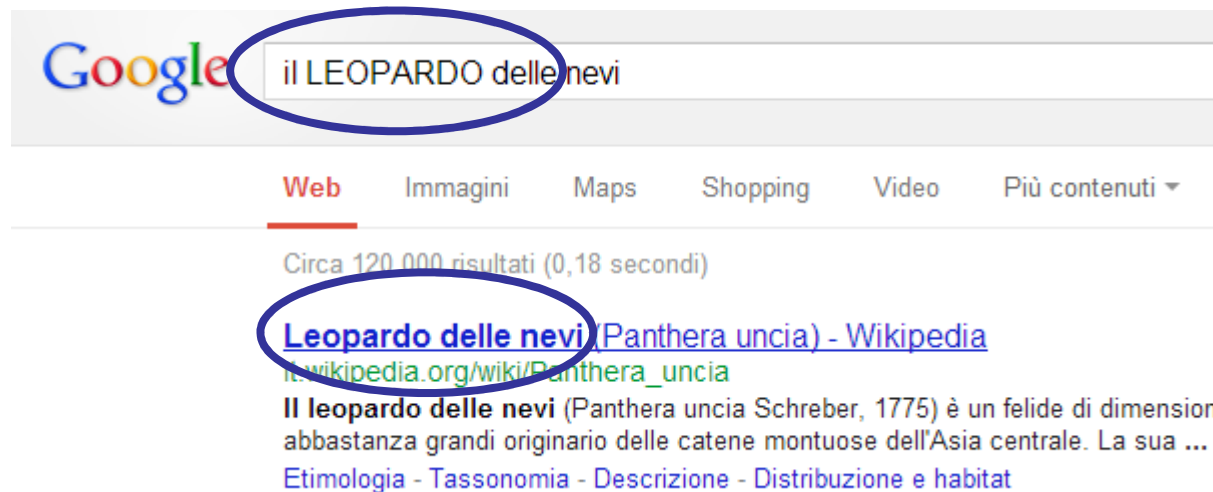 Google il LEOPARDO delle nevi
Web Immagini Maps Shopping Video Più contenuti
Circa 120.000 risultati (0,18 secondi)
Leopardo delle nevi (Panthera uncia) - Wikipedia
it.wikipedia.org/wiki/Panthera_uncia
Il leopardo delle nevi (Panthera uncia Schreber, 1775) è un felide di dimension
abbastanza grandi originario delle catene montuose dell'Asia centrale. La sua ...
Etimologia - Tassonomia - Descrizione - Distribuzione e habitat